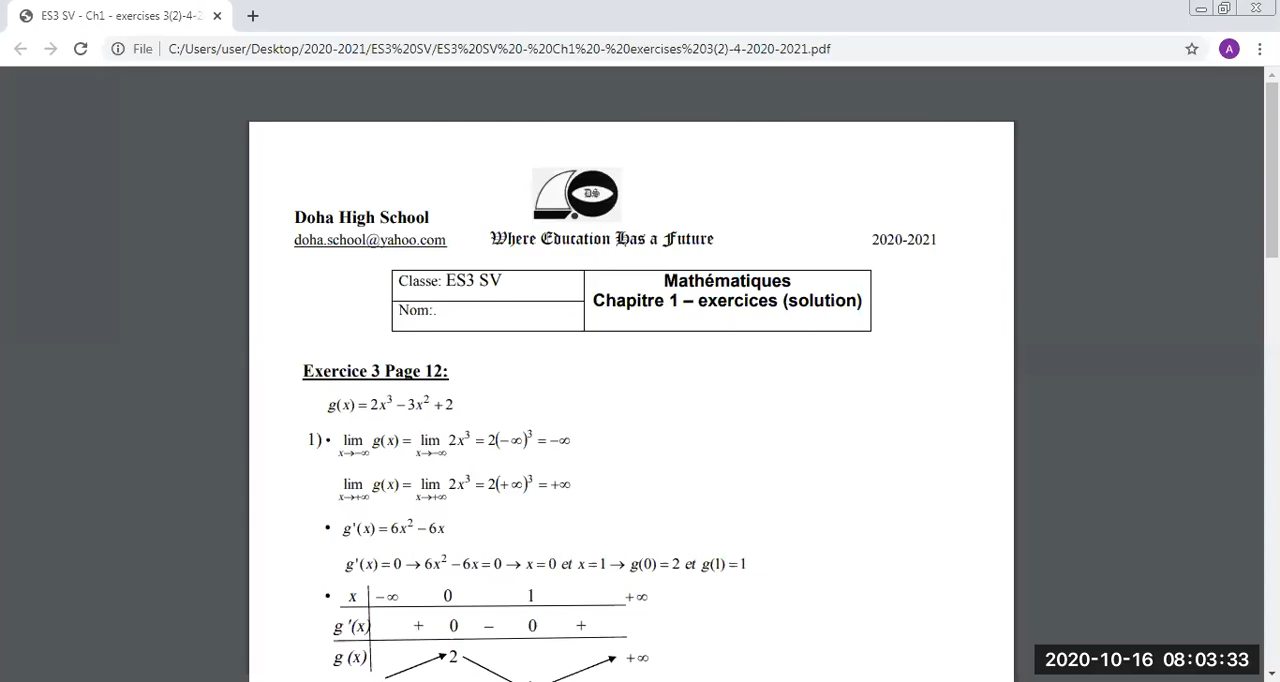 ES3 SV - Ch1 - exercises 3(2)-4-2
File C:/Users/user/Desktop/2020-2021/ES3%20SV/ES3%20SV%20-%20Ch1%20-%20exercises%203(2)-4-2020-2021.pdf
A
DS
Doha High School
doha.school@yahoo.com Where Education Has a Future 2020-2021
Classe: ES3 SV
Nom:.
Mathématiques
Chapitre 1 – exercices (solution)
Exercice 3 Page 12:
g(x) = 2x³ − 3x² + 2
1) • lim x→−∞ g(x) = lim x→−∞ 2x³ = 2(−∞)³ = −∞
lim x→+∞ g(x) = lim x→+∞ 2x³ = 2(+∞)³ = +∞
• g'(x) = 6x² − 6x
g'(x) = 0 → 6x² − 6x = 0 → x = 0 et x = 1 → g(0) = 2 et g(1) = 1
• x −∞ 0 1 +∞
g '(x) + 0 − 0 +
g (x) 2 +∞
2020-10-16 08:03:33